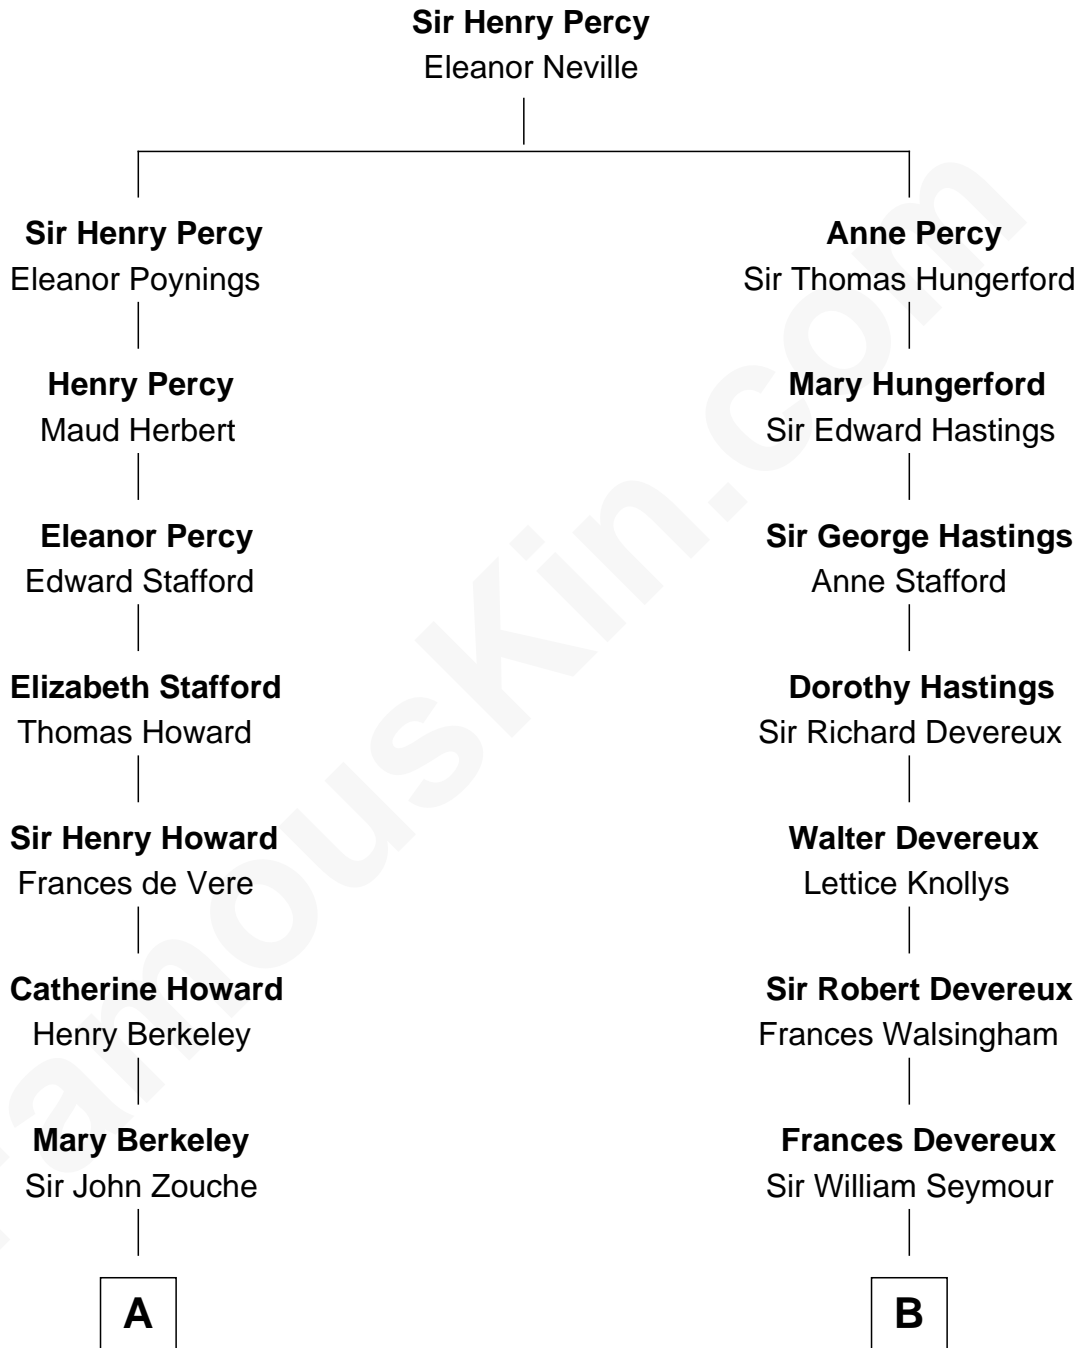 Sir Henry Percy
Eleanor Neville
Sir Henry Percy
Eleanor Poynings
Anne Percy
Sir Thomas Hungerford
Henry Percy
Maud Herbert
Mary Hungerford
Sir Edward Hastings
Eleanor Percy
Edward Stafford
Sir George Hastings
Anne Stafford
Elizabeth Stafford
Thomas Howard
Dorothy Hastings
Sir Richard Devereux
Sir Henry Howard
Frances de Vere
Walter Devereux
Lettice Knollys
Catherine Howard
Henry Berkeley
Sir Robert Devereux
Frances Walsingham
Mary Berkeley
Sir John Zouche
Frances Devereux
Sir William Seymour
A
B
FamousKin.com